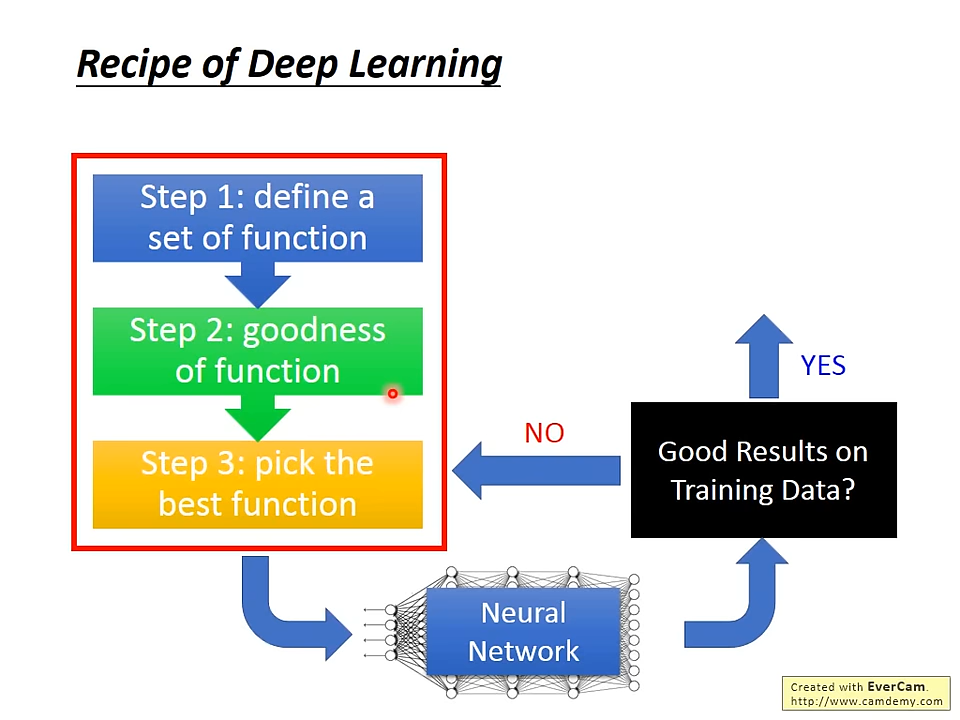 Recipe of Deep Learning
Step 1: define a
set of function
Step 2: goodness
of function
Step 3: pick the
best function
NO
YES
Good Results on
Training Data?
Neural
Network
Created with EverCam.
http://www.camdemy.com